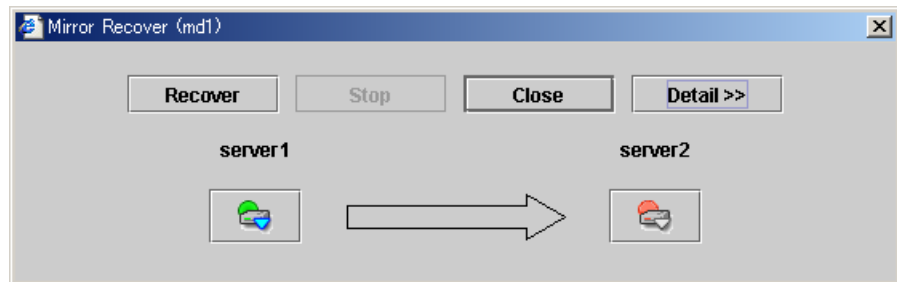 Mirror Recover (md1)
Recover Stop Close Detail >>
server1 server2